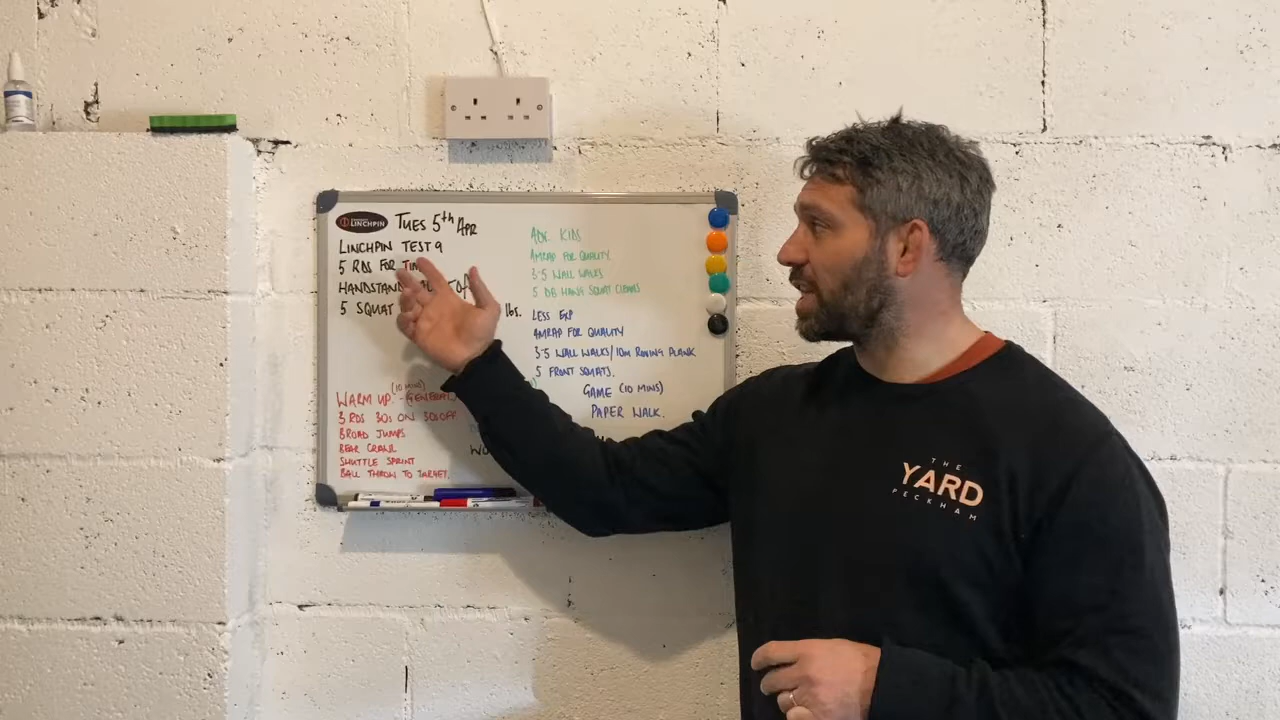 LINCHPIN
TUES 5th APR
LINCHPIN TEST 9
5 RDS FOR
HANDSTAND
5 SQUAT lbs.
WARM UP - GENERAL (10 MINS)
3 RDS 30s ON 30s OFF
BROAD JUMPS
BEAR CRAWL
SHUTTLE SPRINT
BALL THROW TO TARGET
ADV. KIDS
AMRAP FOR QUALITY
3-5 WALL WALKS
5 DB HANG SQUAT CLEANS
LESS EXP
AMRAP FOR QUALITY
3-5 WALL WALKS/10M ROVING PLANK
5 FRONT SQUATS.
GAME (10 MINS)
PAPER WALK.
THE
YARD
PECKHAM